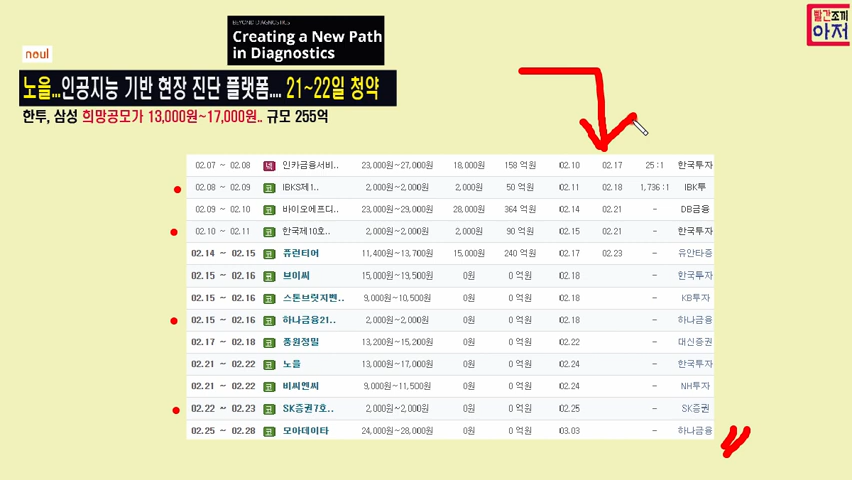 BEYOND DIAGNOSTICS
Creating a New Path
in Diagnostics
noul
빨간조끼
아저
노을...인공지능 기반 현장 진단 플랫폼.... 21~22일 청약
한투, 삼성 희망공모가 13,000원~17,000원.. 규모 255억
02.07 ~ 02.08 넥 인카금융서비.. 23,000원~27,000원 18,000원 158 억원 02.10 02.17 25:1 한국투자
02.08 ~ 02.09 코 IBKS제1.. 2,000원~2,000원 2,000원 50 억원 02.11 02.18 1,736:1 IBK투
02.09 ~ 02.10 코 바이오에프디.. 23,000원~29,000원 28,000원 364 억원 02.14 02.21 - DB금융
02.10 ~ 02.11 코 한국제10호.. 2,000원~2,000원 2,000원 90 억원 02.15 02.21 - 한국투자
02.14 ~ 02.15 코 퓨런티어 11,400원~13,700원 15,000원 240 억원 02.17 02.23 - 유안타증
02.15 ~ 02.16 코 브이씨 15,000원~19,500원 0원 0 억원 02.18 - 한국투자
02.15 ~ 02.16 코 스톤브릿지벤.. 9,000원~10,500원 0원 0 억원 02.18 - KB투자
02.15 ~ 02.16 코 하나금융21.. 2,000원~2,000원 0원 0 억원 02.18 - 하나금융
02.17 ~ 02.18 코 풍원정밀 13,200원~15,200원 0원 0 억원 02.22 - 대신증권
02.21 ~ 02.22 코 노을 13,000원~17,000원 0원 0 억원 02.24 - 한국투자
02.21 ~ 02.22 코 비씨엔씨 9,000원~11,500원 0원 0 억원 02.24 - NH투자
02.22 ~ 02.23 코 SK증권7호.. 2,000원~2,000원 0원 0 억원 02.25 - SK증권
02.25 ~ 02.28 코 모아데이타 24,000원~28,000원 0원 0 억원 03.03 - 하나금융